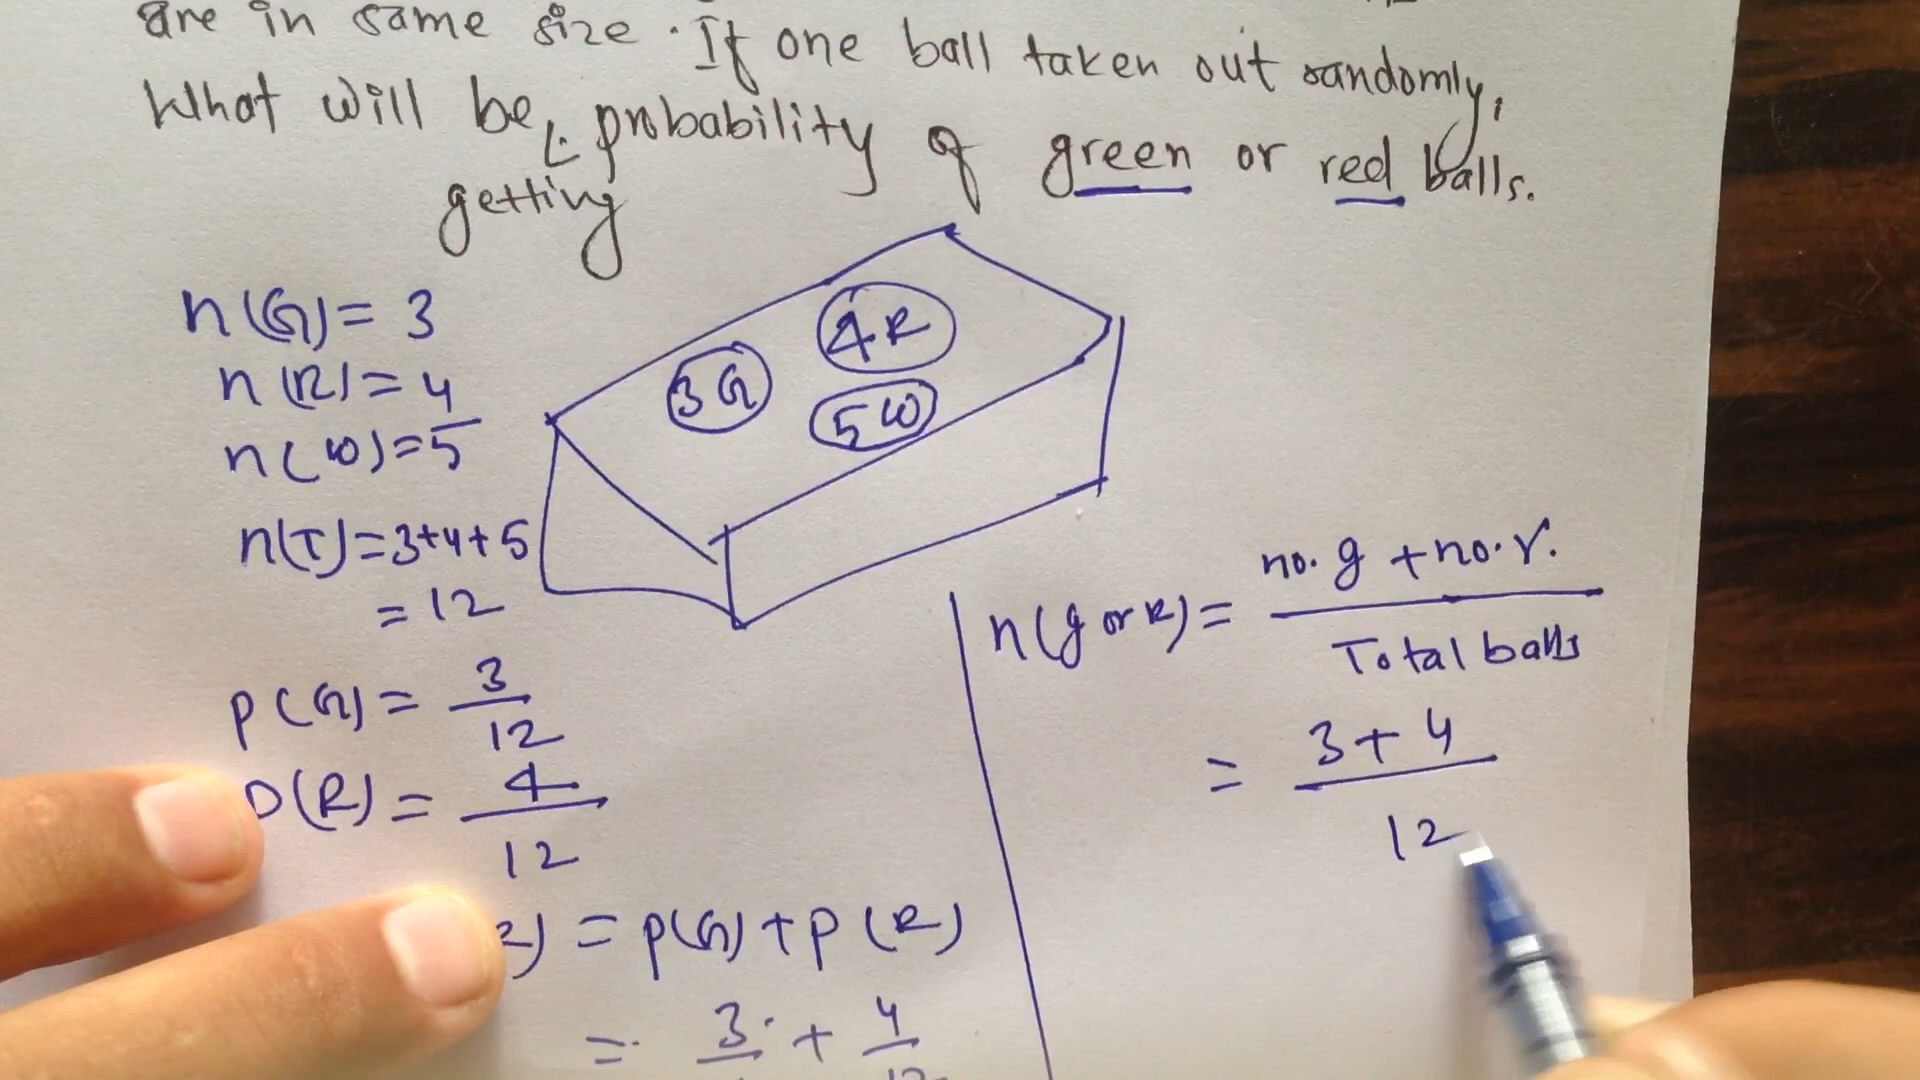 are in same size. If one ball taken out randomly,
What will be probability of green or red balls.
getting
n(G) = 3
n(R) = 4
n(W) = 5
n(T) = 3+4+5
= 12
P(G) = 3/12
P(R) = 4/12
R) = P(G) + P(R)
= 3 + 4/12
4R
3G
5W
n(g or R) = no. g + no. r. / Total balls
= 3 + 4 / 12